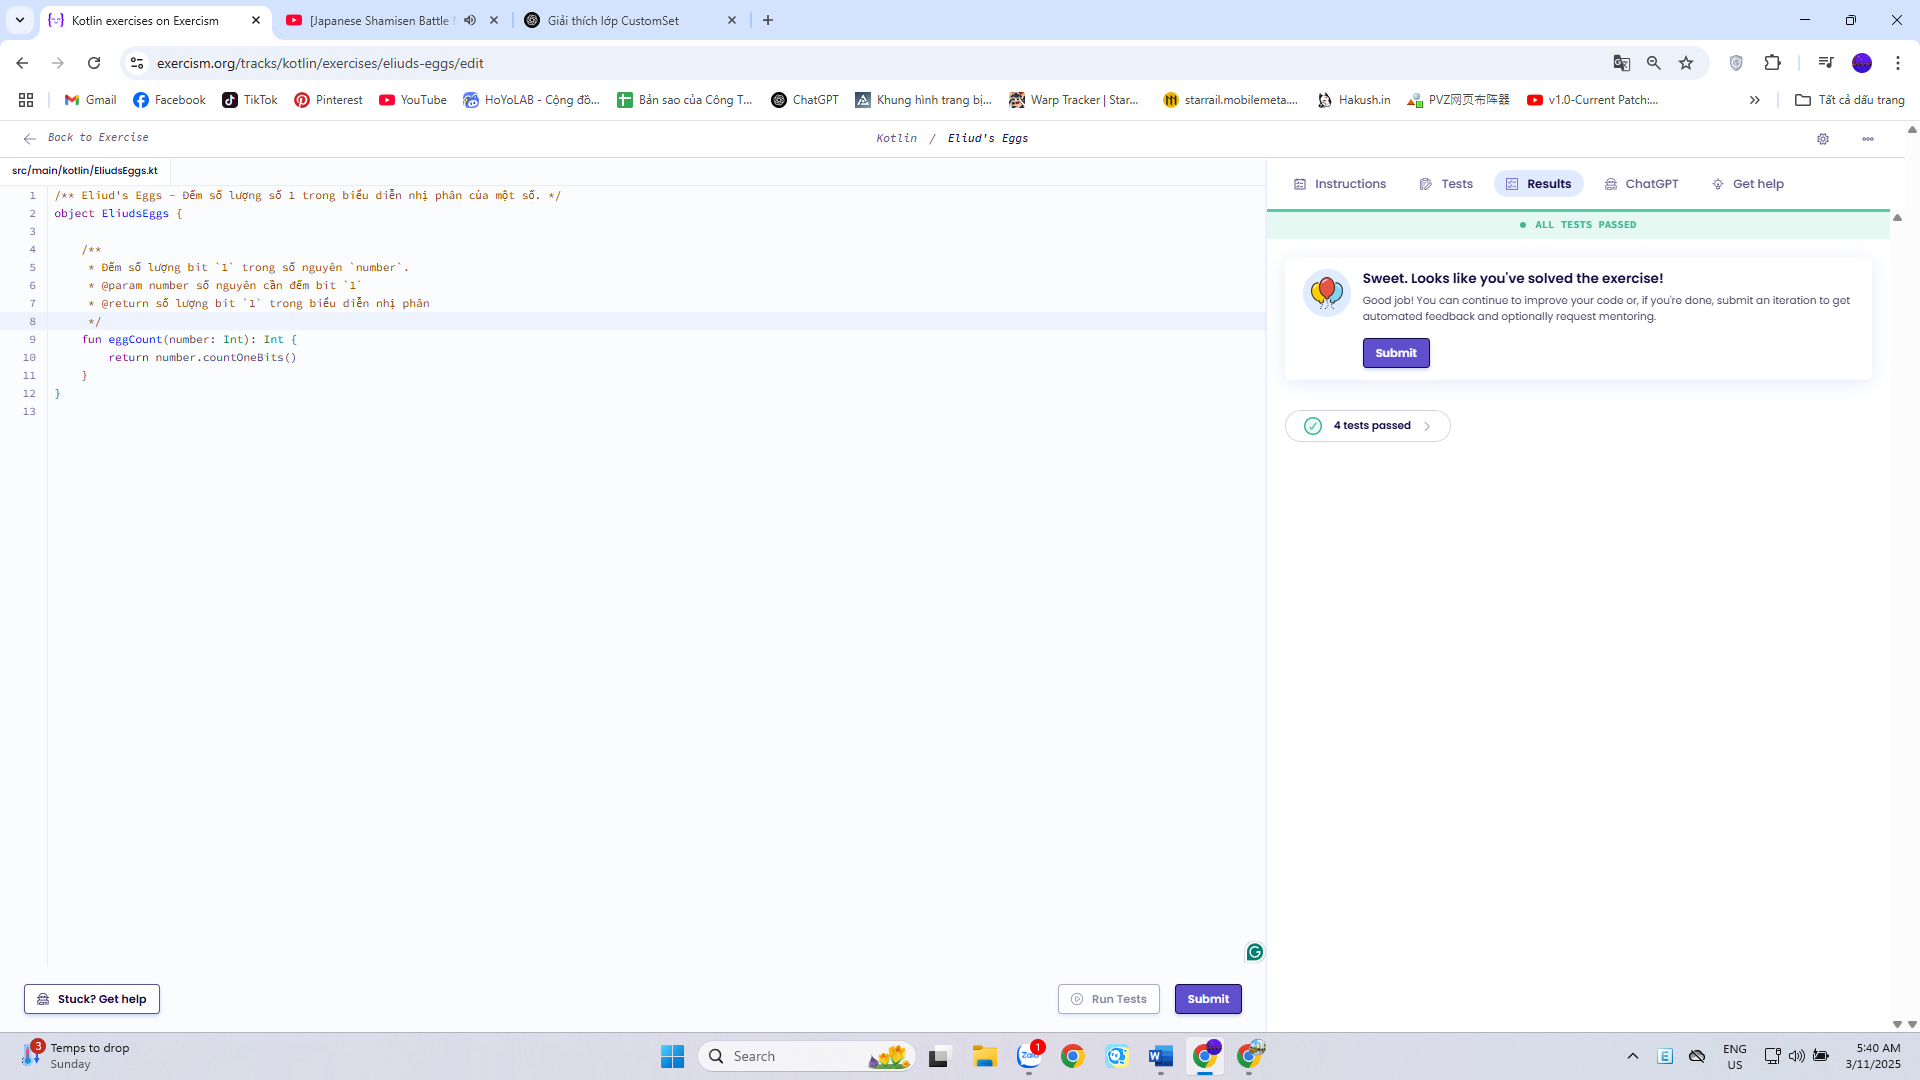 Kotlin exercises on Exercism
[Japanese Shamisen Battle
Giải thích lớp CustomSet
exercism.org/tracks/kotlin/exercises/eliuds-eggs/edit
Gmail
Facebook
TikTok
Pinterest
YouTube
HoYoLAB - Cộng đồ...
Bản sao của Công T...
ChatGPT
Khung hình trang bị...
Warp Tracker | Star...
starrail.mobilemeta....
Hakush.in
PVZ网页布阵器
v1.0-Current Patch:...
Tất cả dấu trang
Back to Exercise
Kotlin / Eliud's Eggs
src/main/kotlin/EliudsEggs.kt
1 /** Eliud's Eggs - Đếm số lượng số 1 trong biểu diễn nhị phân của một số. */
2 object EliudsEggs {
3
4 /**
5 * Đếm số lượng bit `1` trong số nguyên `number`.
6 * @param number số nguyên cần đếm bit `1`
7 * @return số lượng bit `1` trong biểu diễn nhị phân
8 */
9 fun eggCount(number: Int): Int {
10 return number.countOneBits()
11 }
12 }
13
Instructions
Tests
Results
ChatGPT
Get help
ALL TESTS PASSED
Sweet. Looks like you've solved the exercise!
Good job! You can continue to improve your code or, if you're done, submit an iteration to get
automated feedback and optionally request mentoring.
Submit
4 tests passed
Stuck? Get help
Run Tests
Submit
3
Temps to drop
Sunday
Search
Zalo
1
W
E
ENG
US
5:40 AM
3/11/2025